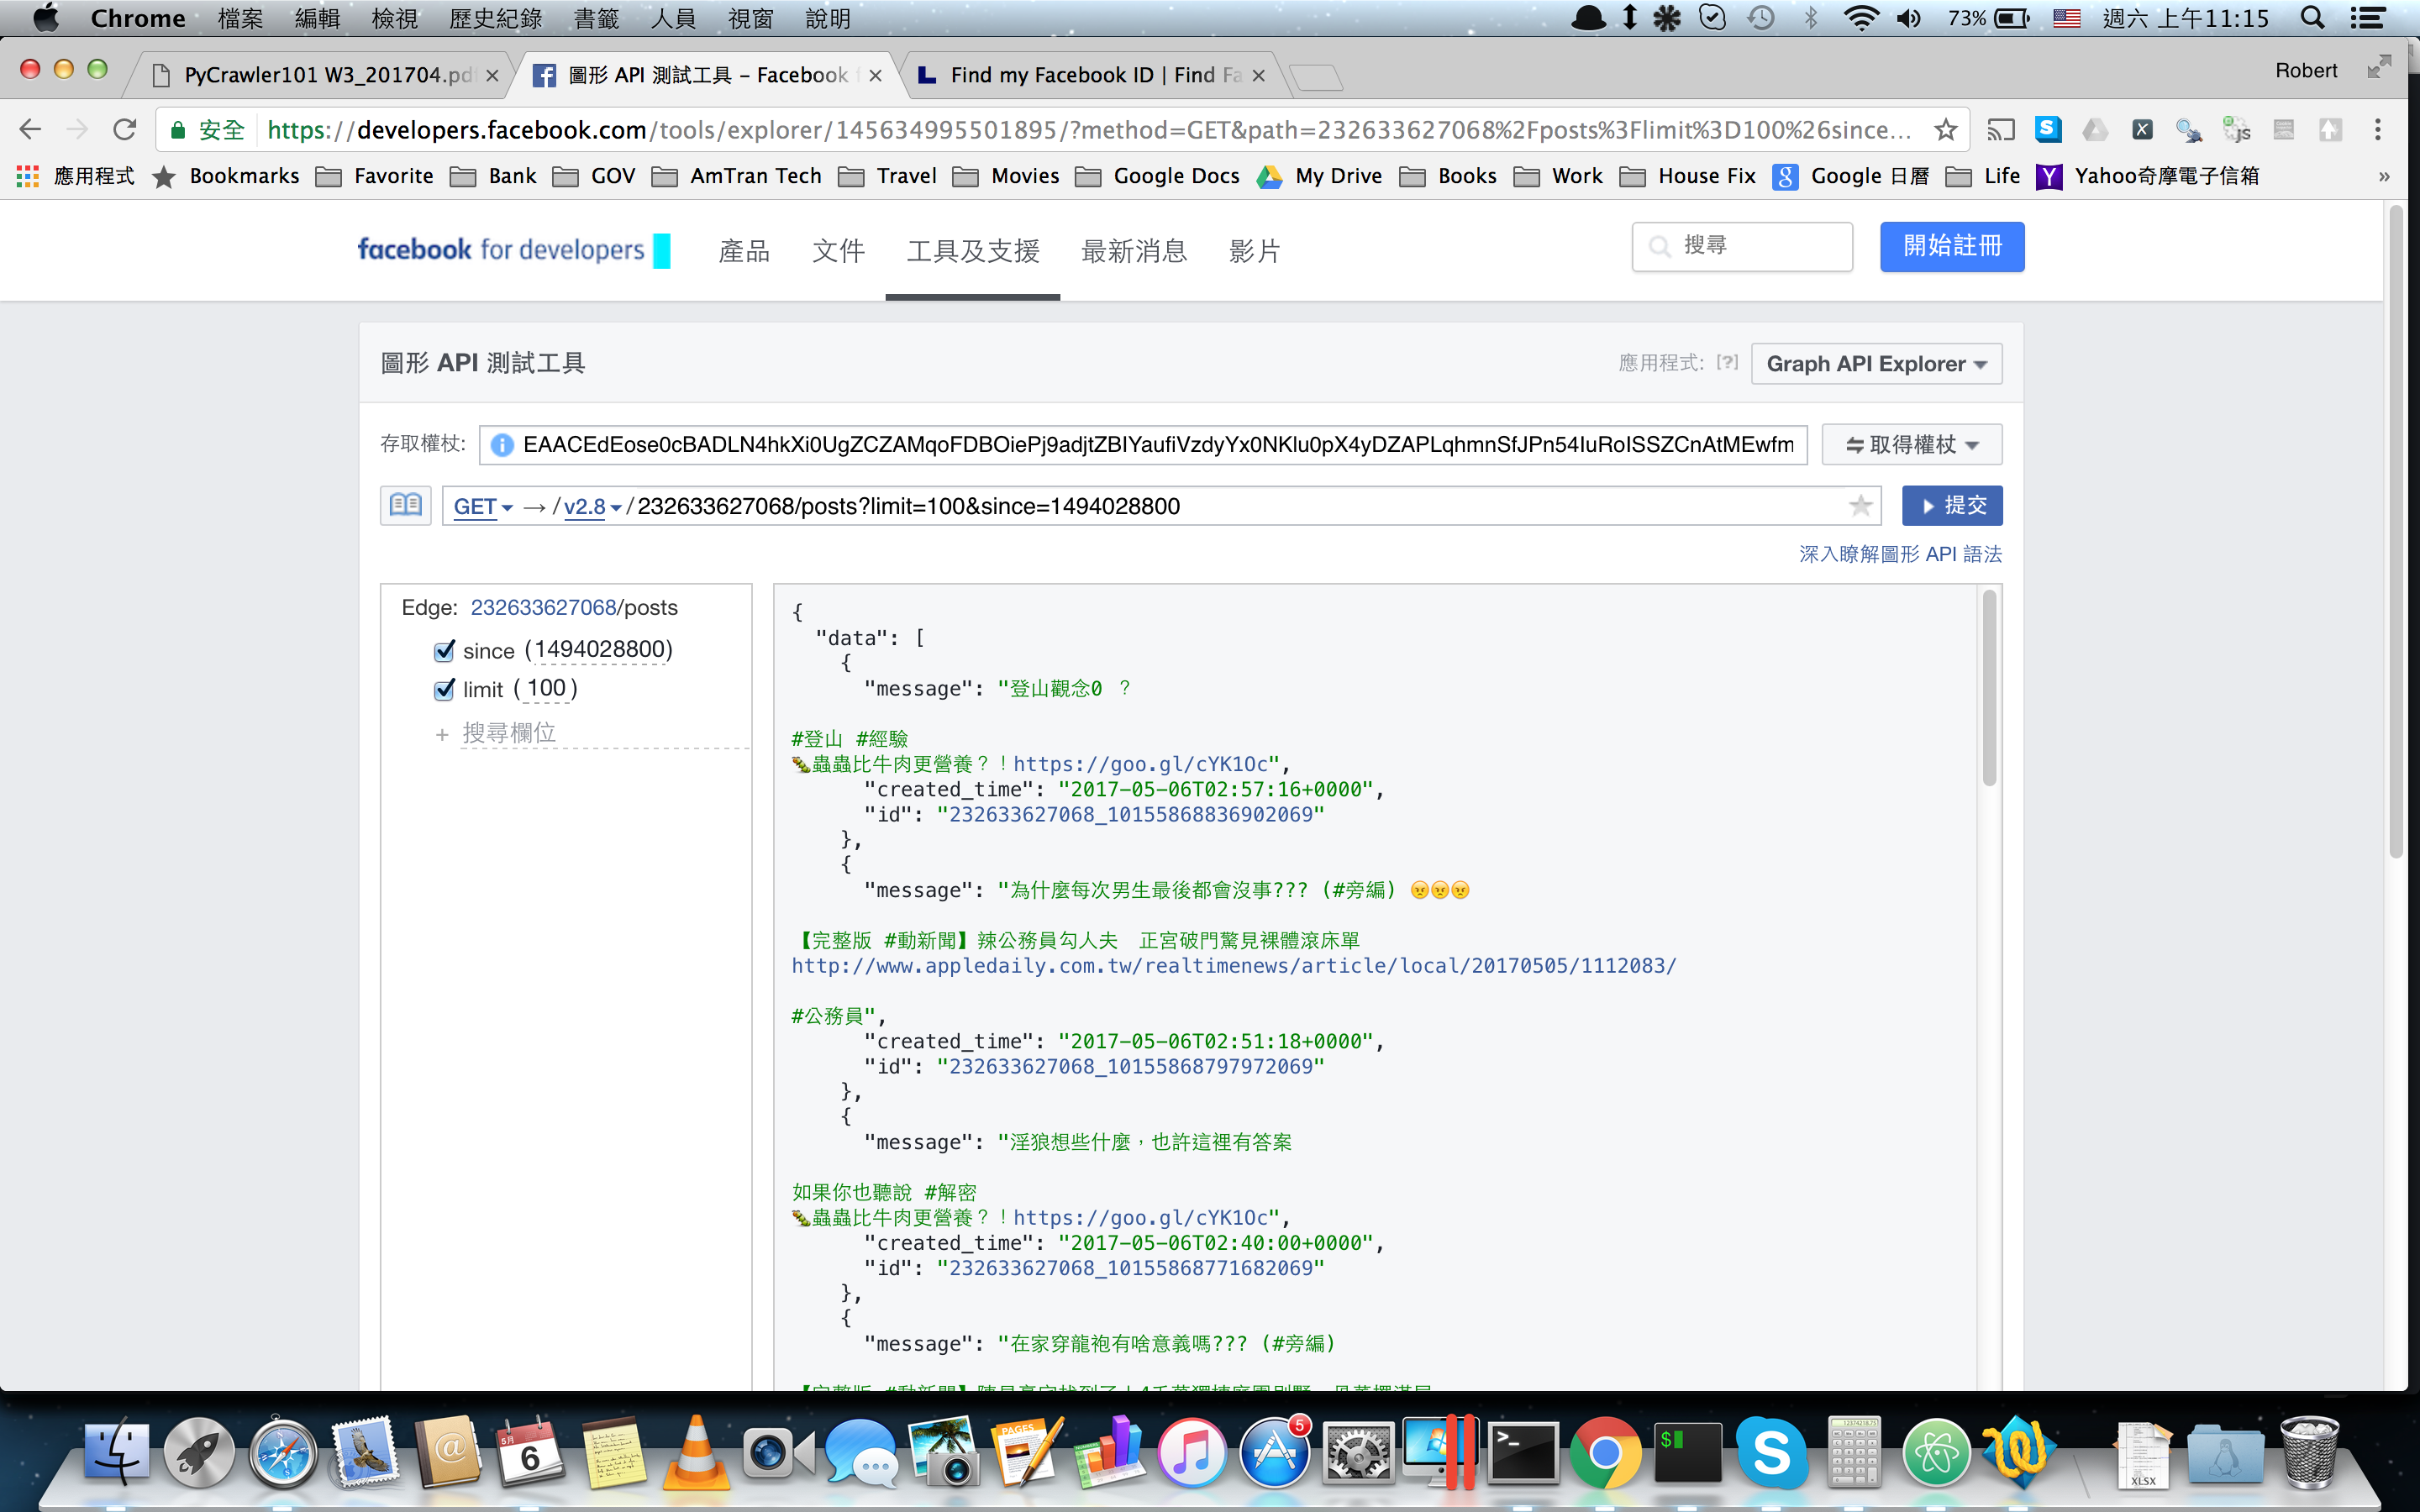 Chrome 檔案 編輯 檢視 歷史紀錄 書籤 人員 視窗 說明 73% 週六 上午11:15
PyCrawler101 W3_201704.pd 圖形 API 測試工具 – Facebook f Find my Facebook ID | Find Fa Robert
安全 https://developers.facebook.com/tools/explorer/145634995501895/?method=GET&path=232633627068%2Fposts%3Flimit%3D100%26since...
應用程式 Bookmarks Favorite Bank GOV AmTran Tech Travel Movies Google Docs My Drive Books Work House Fix Google 日曆 Life Yahoo奇摩電子信箱 »
facebook for developers 產品 文件 工具及支援 最新消息 影片 搜尋 開始註冊
圖形 API 測試工具 應用程式: [?] Graph API Explorer
存取權杖: EAACEdEose0cBADLN4hkXi0UgZCZAMqoFDBOiePj9adjtZBIYaufiVzdyYx0NKlu0pX4yDZAPLqhmnSfJPn54IuRoISSZCnAtMEwfm 取得權杖
GET → / v2.8 / 232633627068/posts?limit=100&since=1494028800 提交
深入瞭解圖形 API 語法
Edge: 232633627068/posts
since (1494028800)
limit ( 100 )
+ 搜尋欄位
{
"data": [
{
"message": "登山觀念0 ？
#登山 #經驗
🐛蟲蟲比牛肉更營養？！https://goo.gl/cYK1Oc",
"created_time": "2017-05-06T02:57:16+0000",
"id": "232633627068_10155868836902069"
},
{
"message": "為什麼每次男生最後都會沒事??? (#旁編) 😠😠😠
【完整版 #動新聞】辣公務員勾人夫　正宮破門驚見裸體滾床單
http://www.appledaily.com.tw/realtimenews/article/local/20170505/1112083/
#公務員",
"created_time": "2017-05-06T02:51:18+0000",
"id": "232633627068_10155868797972069"
},
{
"message": "淫狼想些什麼，也許這裡有答案
如果你也聽說 #解密
🐛蟲蟲比牛肉更營養？！https://goo.gl/cYK1Oc",
"created_time": "2017-05-06T02:40:00+0000",
"id": "232633627068_10155868771682069"
},
{
"message": "在家穿龍袍有啥意義嗎??? (#旁編)
5月
6
PAGES
5
XLSX